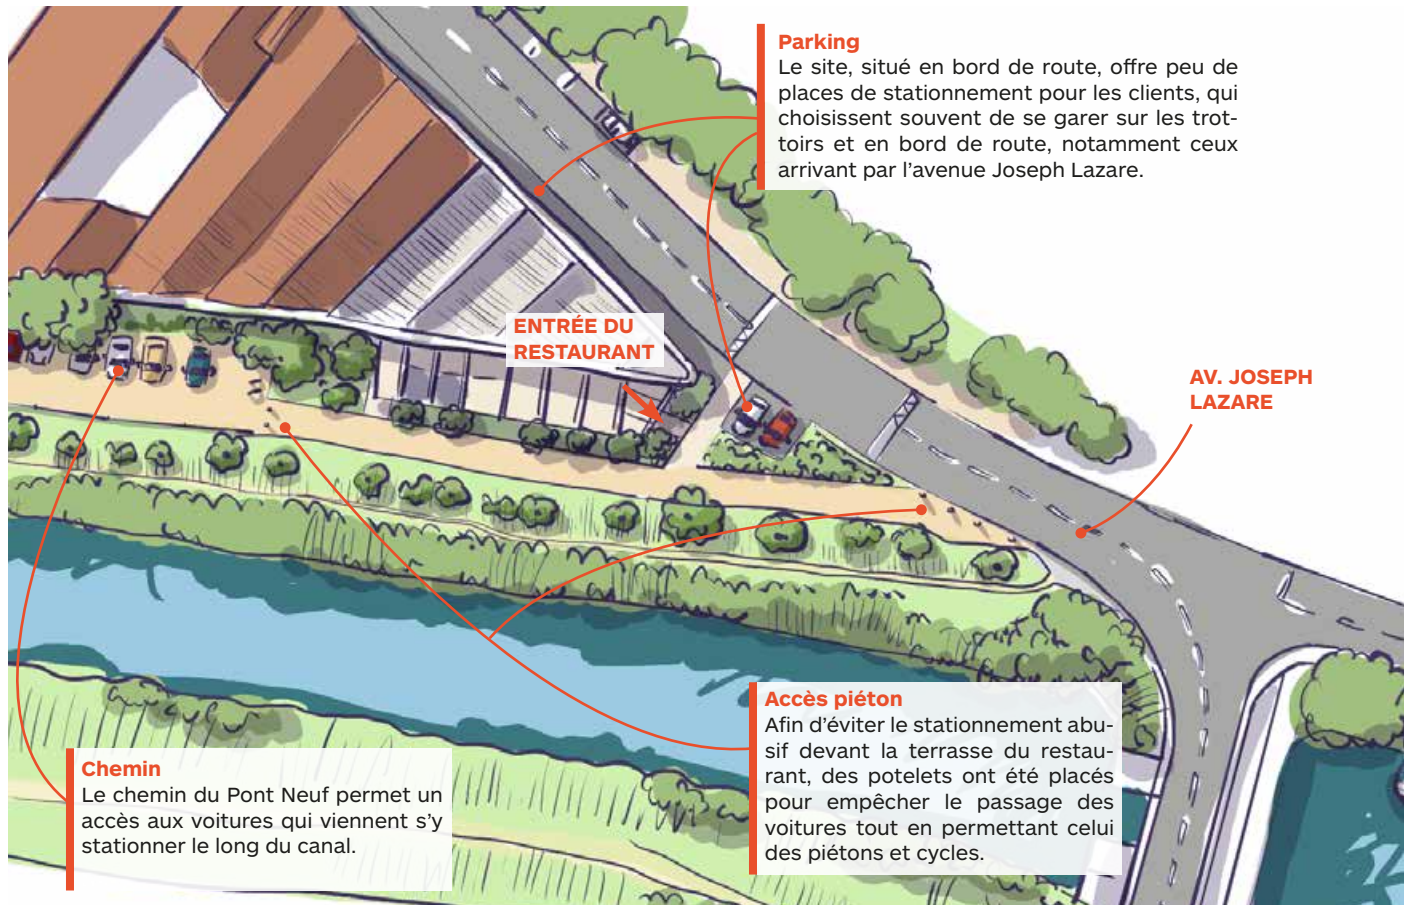 Parking
Le site, situé en bord de route, offre peu de
places de stationnement pour les clients, qui
choisissent souvent de se garer sur les trot-
toirs et en bord de route, notamment ceux
arrivant par l'avenue Joseph Lazare.
ENTRÉE DU
RESTAURANT
AV. JOSEPH
LAZARE
Accès piéton
Afin d'éviter le stationnement abu-
sif devant la terrasse du restau-
rant, des potelets ont été placés
pour empêcher le passage des
voitures tout en permettant celui
des piétons et cycles.
Chemin
Le chemin du Pont Neuf permet un
accès aux voitures qui viennent s'y
stationner le long du canal.